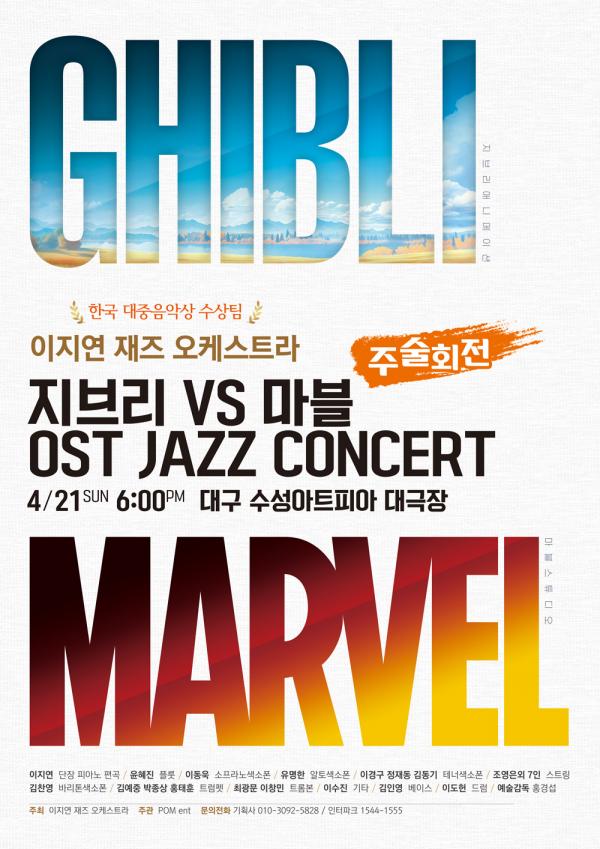 GHIBLI
지브리애니메이션
한국 대중음악상 수상팀
이지연 재즈 오케스트라
주술회전
지브리 VS 마블
OST JAZZ CONCERT
4/21 SUN 6:00PM 대구 수성아트피아 대극장
MARVEL
마블스튜디오
이지연 단장 피아노 편곡 / 윤혜진 플룻 / 이동욱 소프라노색소폰 / 유명한 알토색소폰 / 이경구 정재동 김동기 테너색소폰 / 조영은외 7인 스트링
김찬영 바리톤색소폰 / 김예중 박종상 홍태훈 트럼펫 / 최광문 이창민 트롬본 / 이수진 기타 / 김인영 베이스 / 이도헌 드럼 / 예술감독 홍경섭
주최 이지연 재즈 오케스트라 주관 POM ent 문의전화 기획사 010-3092-5828 / 인터파크 1544-1555